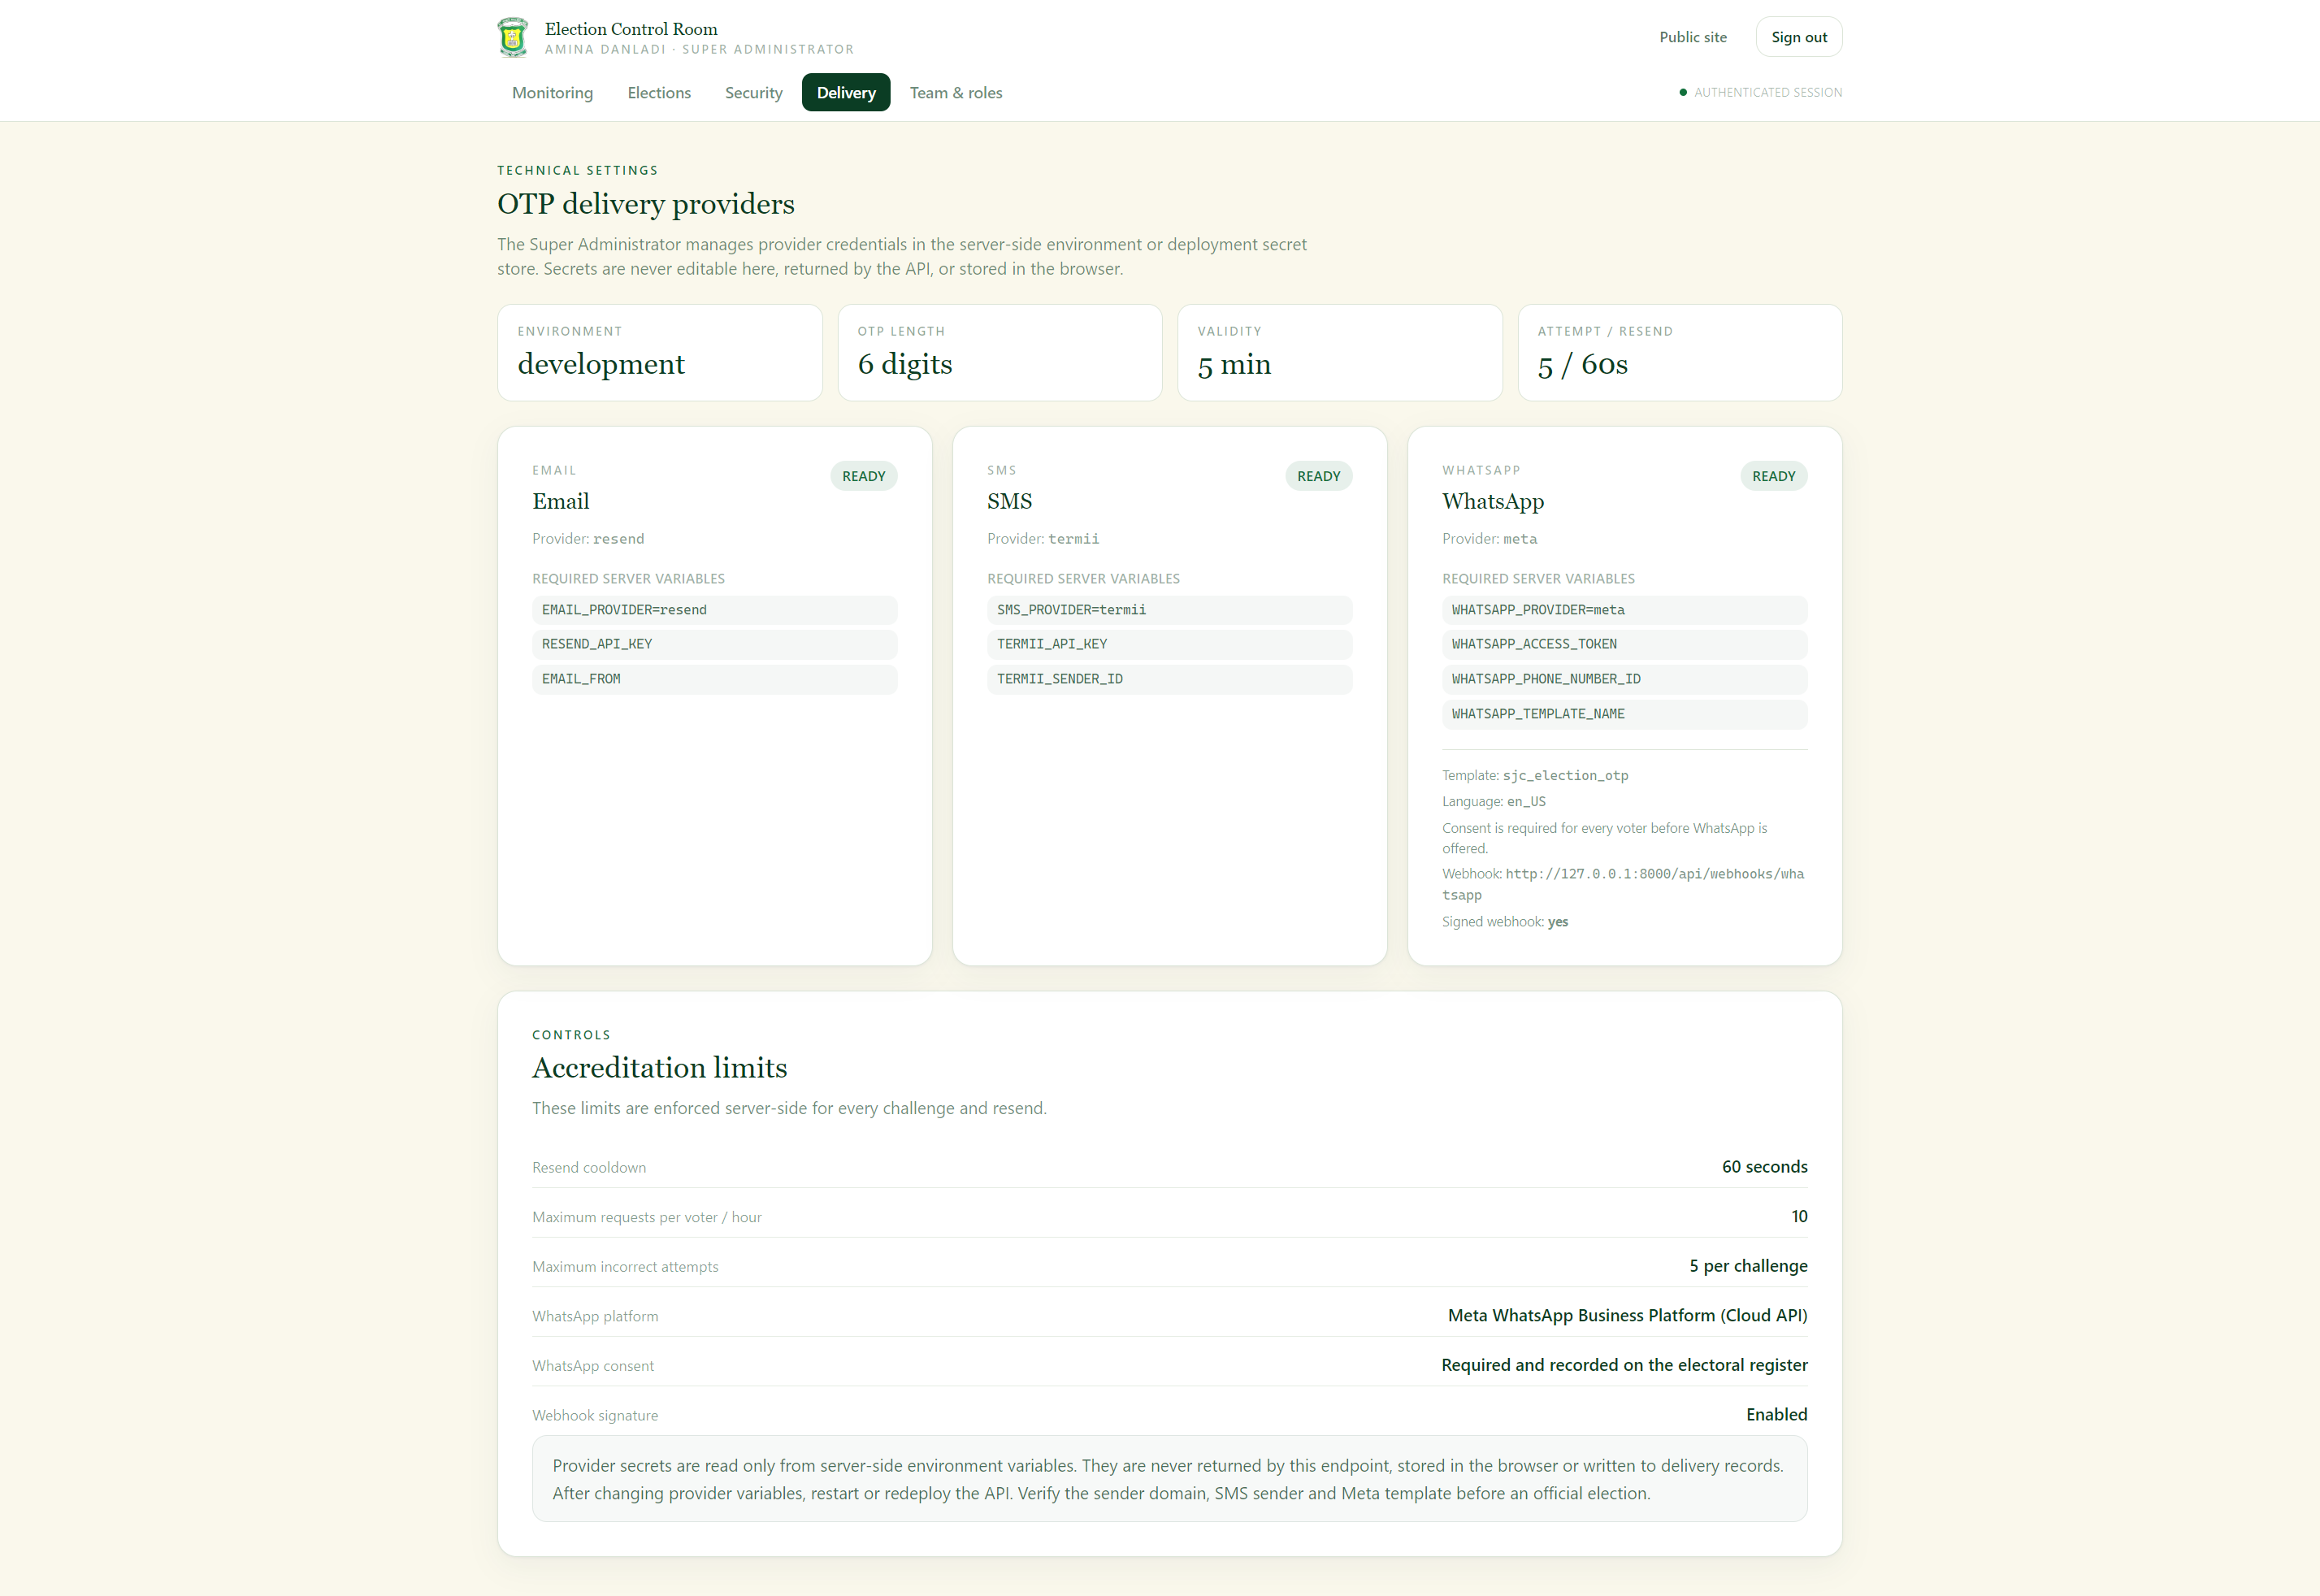 Election Control Room
AMINA DANLADI · SUPER ADMINISTRATOR
Public site
Sign out
Monitoring
Elections
Security
Delivery
Team & roles
AUTHENTICATED SESSION
TECHNICAL SETTINGS
OTP delivery providers
The Super Administrator manages provider credentials in the server-side environment or deployment secret
store. Secrets are never editable here, returned by the API, or stored in the browser.
ENVIRONMENT
development
OTP LENGTH
6 digits
VALIDITY
5 min
ATTEMPT / RESEND
5 / 60s
EMAIL
READY
Email
Provider: resend
REQUIRED SERVER VARIABLES
EMAIL_PROVIDER=resend
RESEND_API_KEY
EMAIL_FROM
SMS
READY
SMS
Provider: termii
REQUIRED SERVER VARIABLES
SMS_PROVIDER=termii
TERMII_API_KEY
TERMII_SENDER_ID
WHATSAPP
READY
WhatsApp
Provider: meta
REQUIRED SERVER VARIABLES
WHATSAPP_PROVIDER=meta
WHATSAPP_ACCESS_TOKEN
WHATSAPP_PHONE_NUMBER_ID
WHATSAPP_TEMPLATE_NAME
Template: sjc_election_otp
Language: en_US
Consent is required for every voter before WhatsApp is
offered.
Webhook: http://127.0.0.1:8000/api/webhooks/wha
tsapp
Signed webhook: yes
CONTROLS
Accreditation limits
These limits are enforced server-side for every challenge and resend.
Resend cooldown
60 seconds
Maximum requests per voter / hour
10
Maximum incorrect attempts
5 per challenge
WhatsApp platform
Meta WhatsApp Business Platform (Cloud API)
WhatsApp consent
Required and recorded on the electoral register
Webhook signature
Enabled
Provider secrets are read only from server-side environment variables. They are never returned by this endpoint, stored in the browser or written to delivery records.
After changing provider variables, restart or redeploy the API. Verify the sender domain, SMS sender and Meta template before an official election.